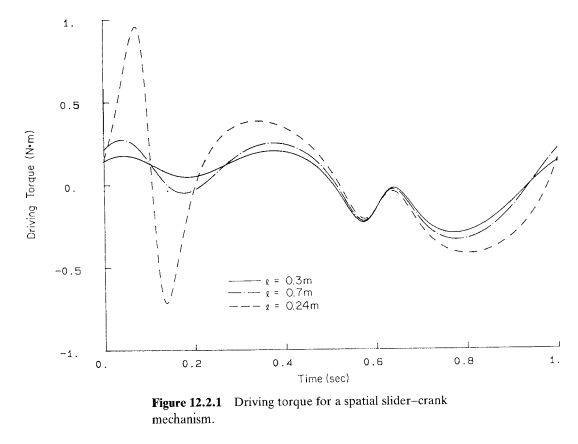 1.
0.5
0.
-0.5
-1.
Driving Torque (N•m)
ℓ = 0.3m
ℓ = 0.7m
ℓ = 0.24m
0. 0.2 0.4 0.6 0.8 1.
Time (sec)
Figure 12.2.1 Driving torque for a spatial slider–crank
mechanism.